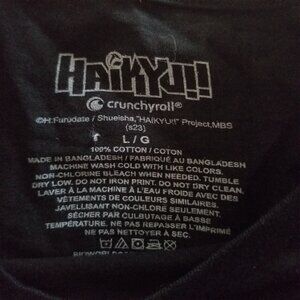 HAIKYU!!
crunchyroll®
©H.Furudate / Shueisha,"HAIKYU!!" Project,MBS
(s23)
L / G
100% COTTON / COTON
MADE IN BANGLADESH / FABRIQUÉ AU BANGLADESH
MACHINE WASH COLD WITH LIKE COLORS.
NON-CHLORINE BLEACH WHEN NEEDED. TUMBLE
DRY LOW. DO NOT IRON PRINT. DO NOT DRY CLEAN.
LAVER À LA MACHINE À L'EAU FROIDE AVEC DES
VÊTEMENTS DE COULEURS SIMILAIRES.
JAVELLISANT NON-CHLORÉ SEULEMENT.
SÉCHER PAR CULBUTAGE À BASSE
TEMPÉRATURE. NE PAS REPASSER L'IMPRIMÉ
NE PAS NETTOYER À SEC.